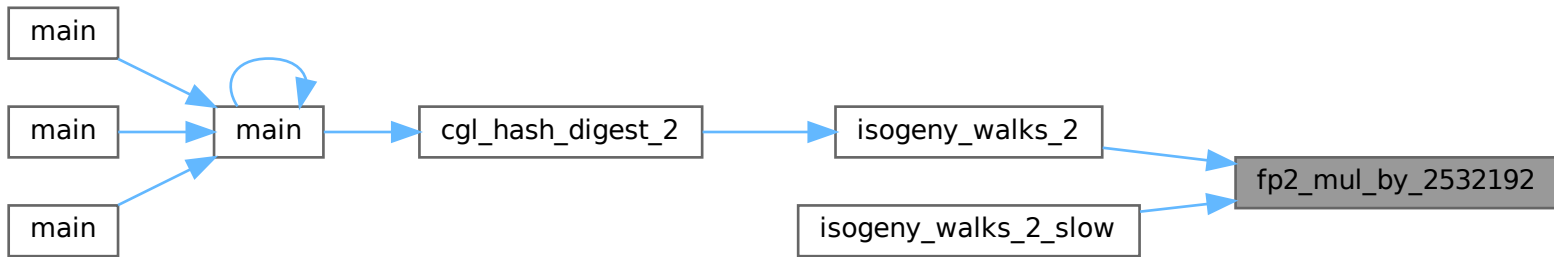 main
main
main
main
cgl_hash_digest_2
isogeny_walks_2
isogeny_walks_2_slow
fp2_mul_by_2532192